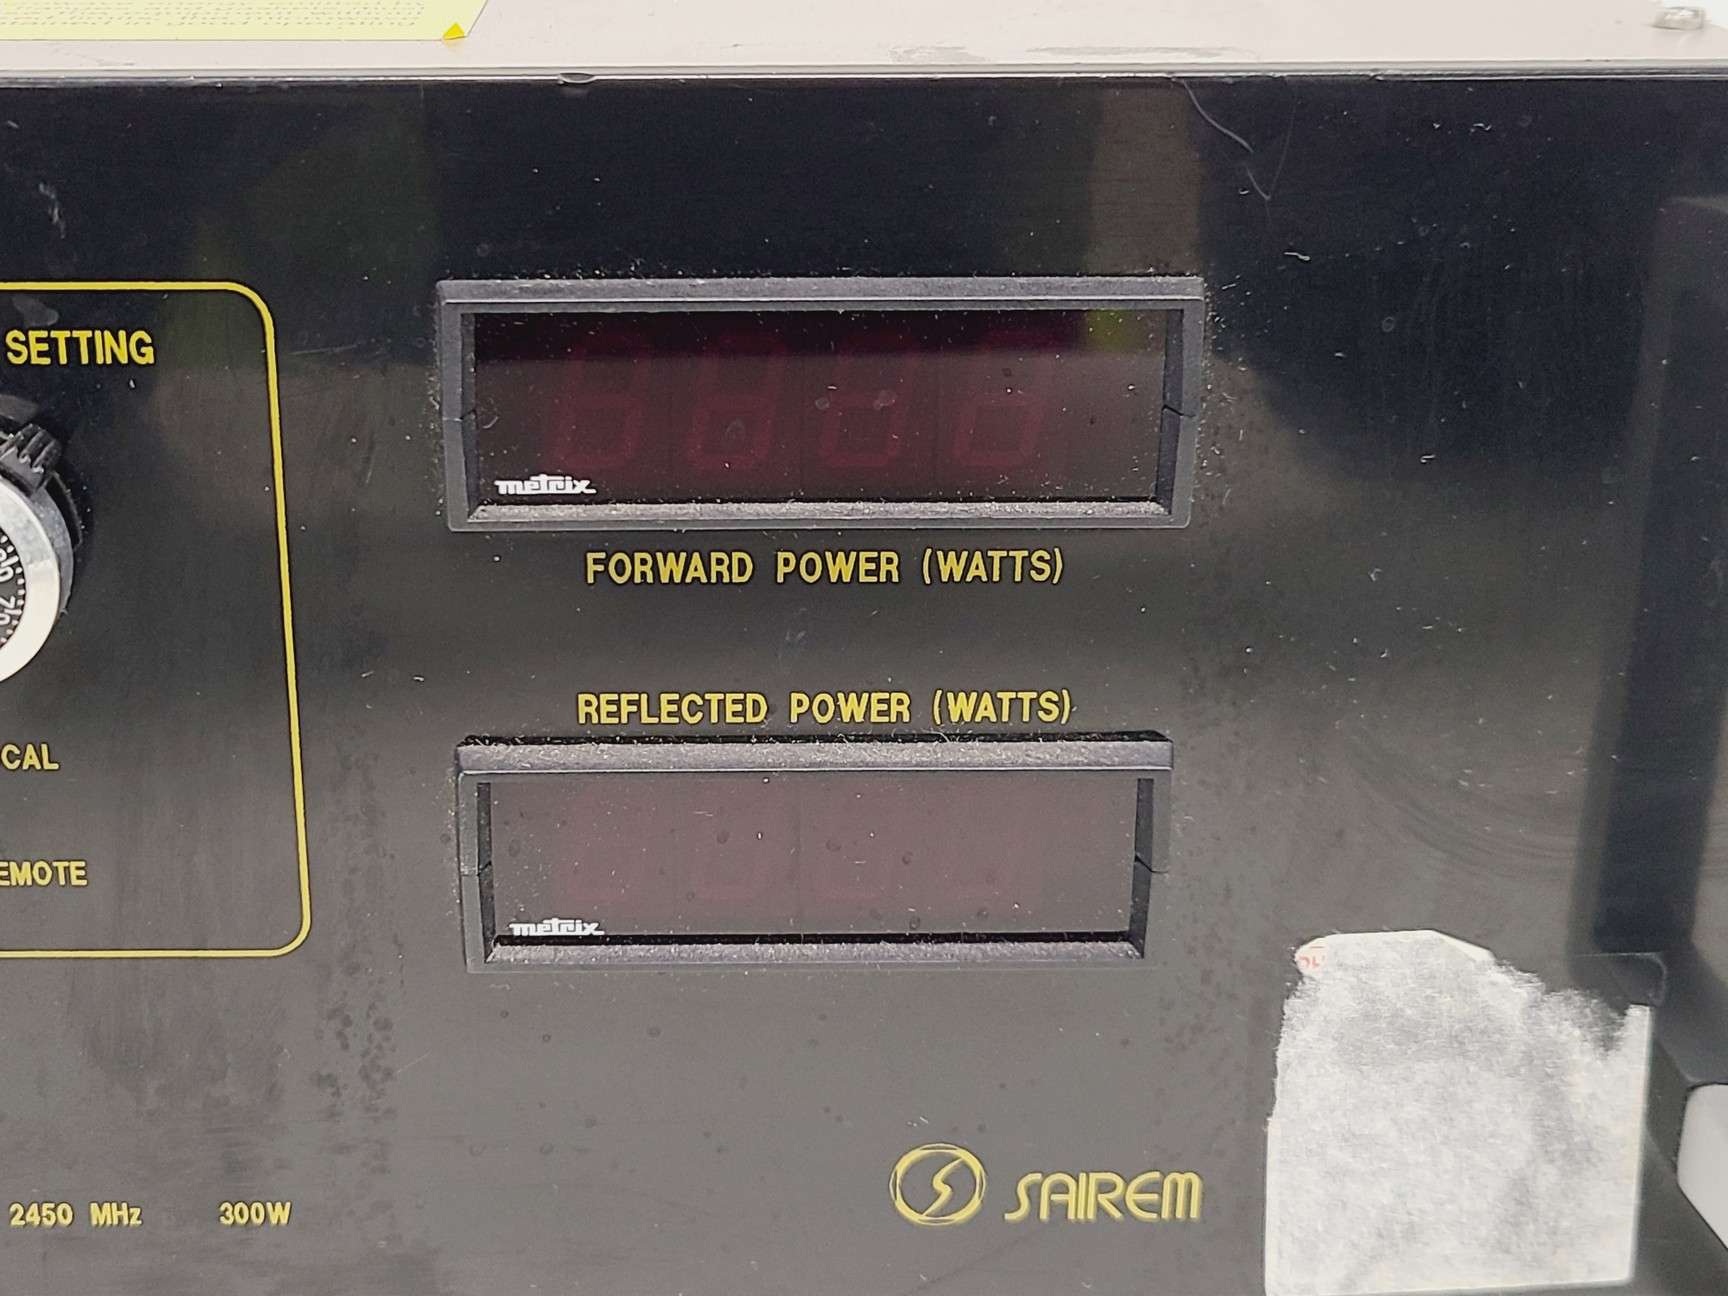 SETTING
metrix
FORWARD POWER (WATTS)
REFLECTED POWER (WATTS)
CAL
EMOTE
metrix
SAIREM
2450 MHz 300W